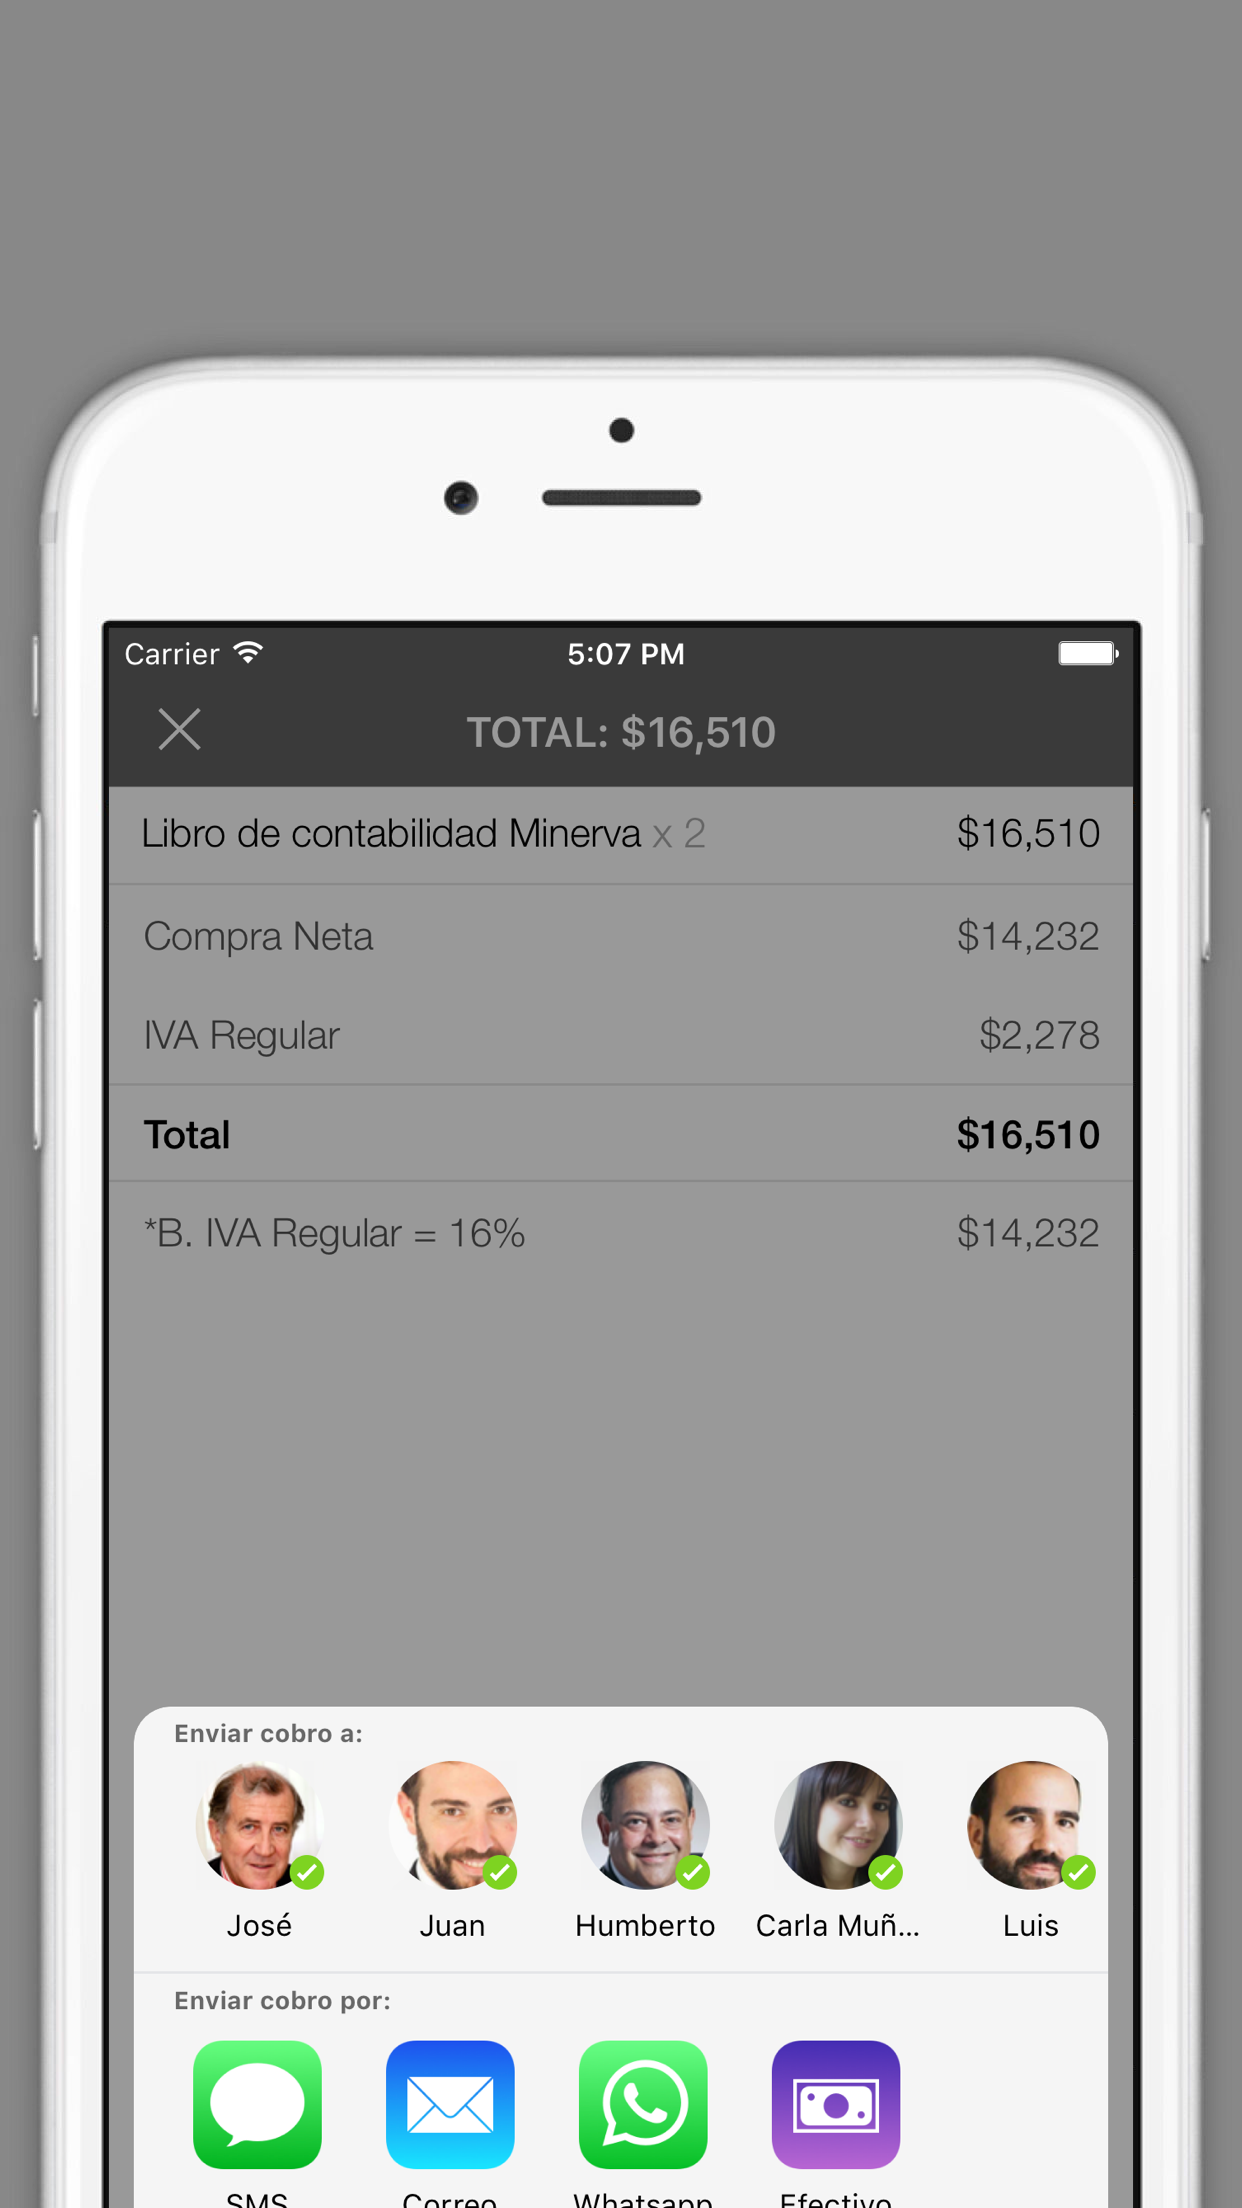 Carrier 5:07 PM
TOTAL: $16,510
Libro de contabilidad Minerva x 2 $16,510
Compra Neta $14,232
IVA Regular $2,278
Total $16,510
*B. IVA Regular = 16% $14,232
Enviar cobro a:
José Juan Humberto Carla Muñ... Luis
Enviar cobro por:
SMS Correo Whatsapp Efectivo